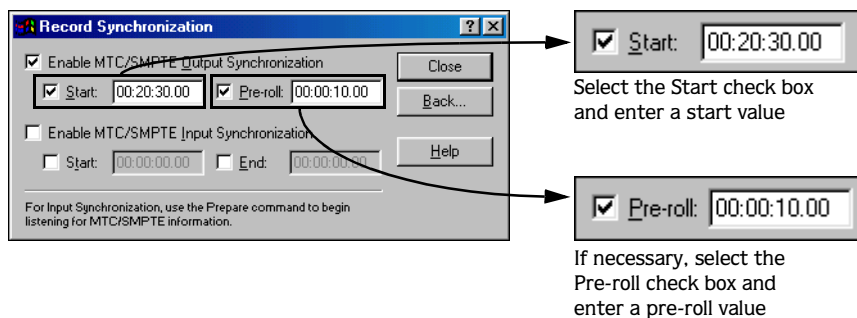 Record Synchronization
Enable MTC/SMPTE Output Synchronization
Start: 00:20:30.00 Pre-roll: 00:00:10.00
Enable MTC/SMPTE Input Synchronization
Start: 00:00:00.00 End: 00:00:00.00
For Input Synchronization, use the Prepare command to begin
listening for MTC/SMPTE information.
Close
Back...
Help
Start: 00:20:30.00
Select the Start check box
and enter a start value
Pre-roll: 00:00:10.00
If necessary, select the
Pre-roll check box and
enter a pre-roll value